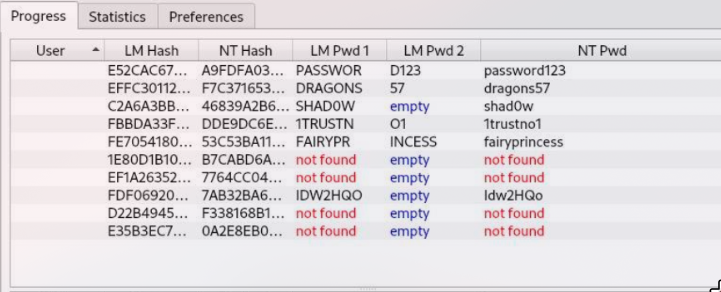 Progress Statistics Preferences
User LM Hash NT Hash LM Pwd 1 LM Pwd 2 NT Pwd
E52CAC67... A9FDFA03... PASSWOR D123 password123
EFFC30112... F7C371653... DRAGONS 57 dragons57
C2A6A3BB... 46839A2B6... SHAD0W empty shad0w
FBBDA33F... DDE9DC6E... 1TRUSTN O1 1trustno1
FE7054180... 53C53BA11... FAIRYPR INCESS fairyprincess
1E80D1B10... B7CABD6A... not found empty not found
EF1A26352... 7764CC04... not found empty not found
FDF06920... 7AB32BA6... IDW2HQO empty Idw2HQo
D22B4945... F338168B1... not found empty not found
E35B3EC7... 0A2E8EB0... not found empty not found